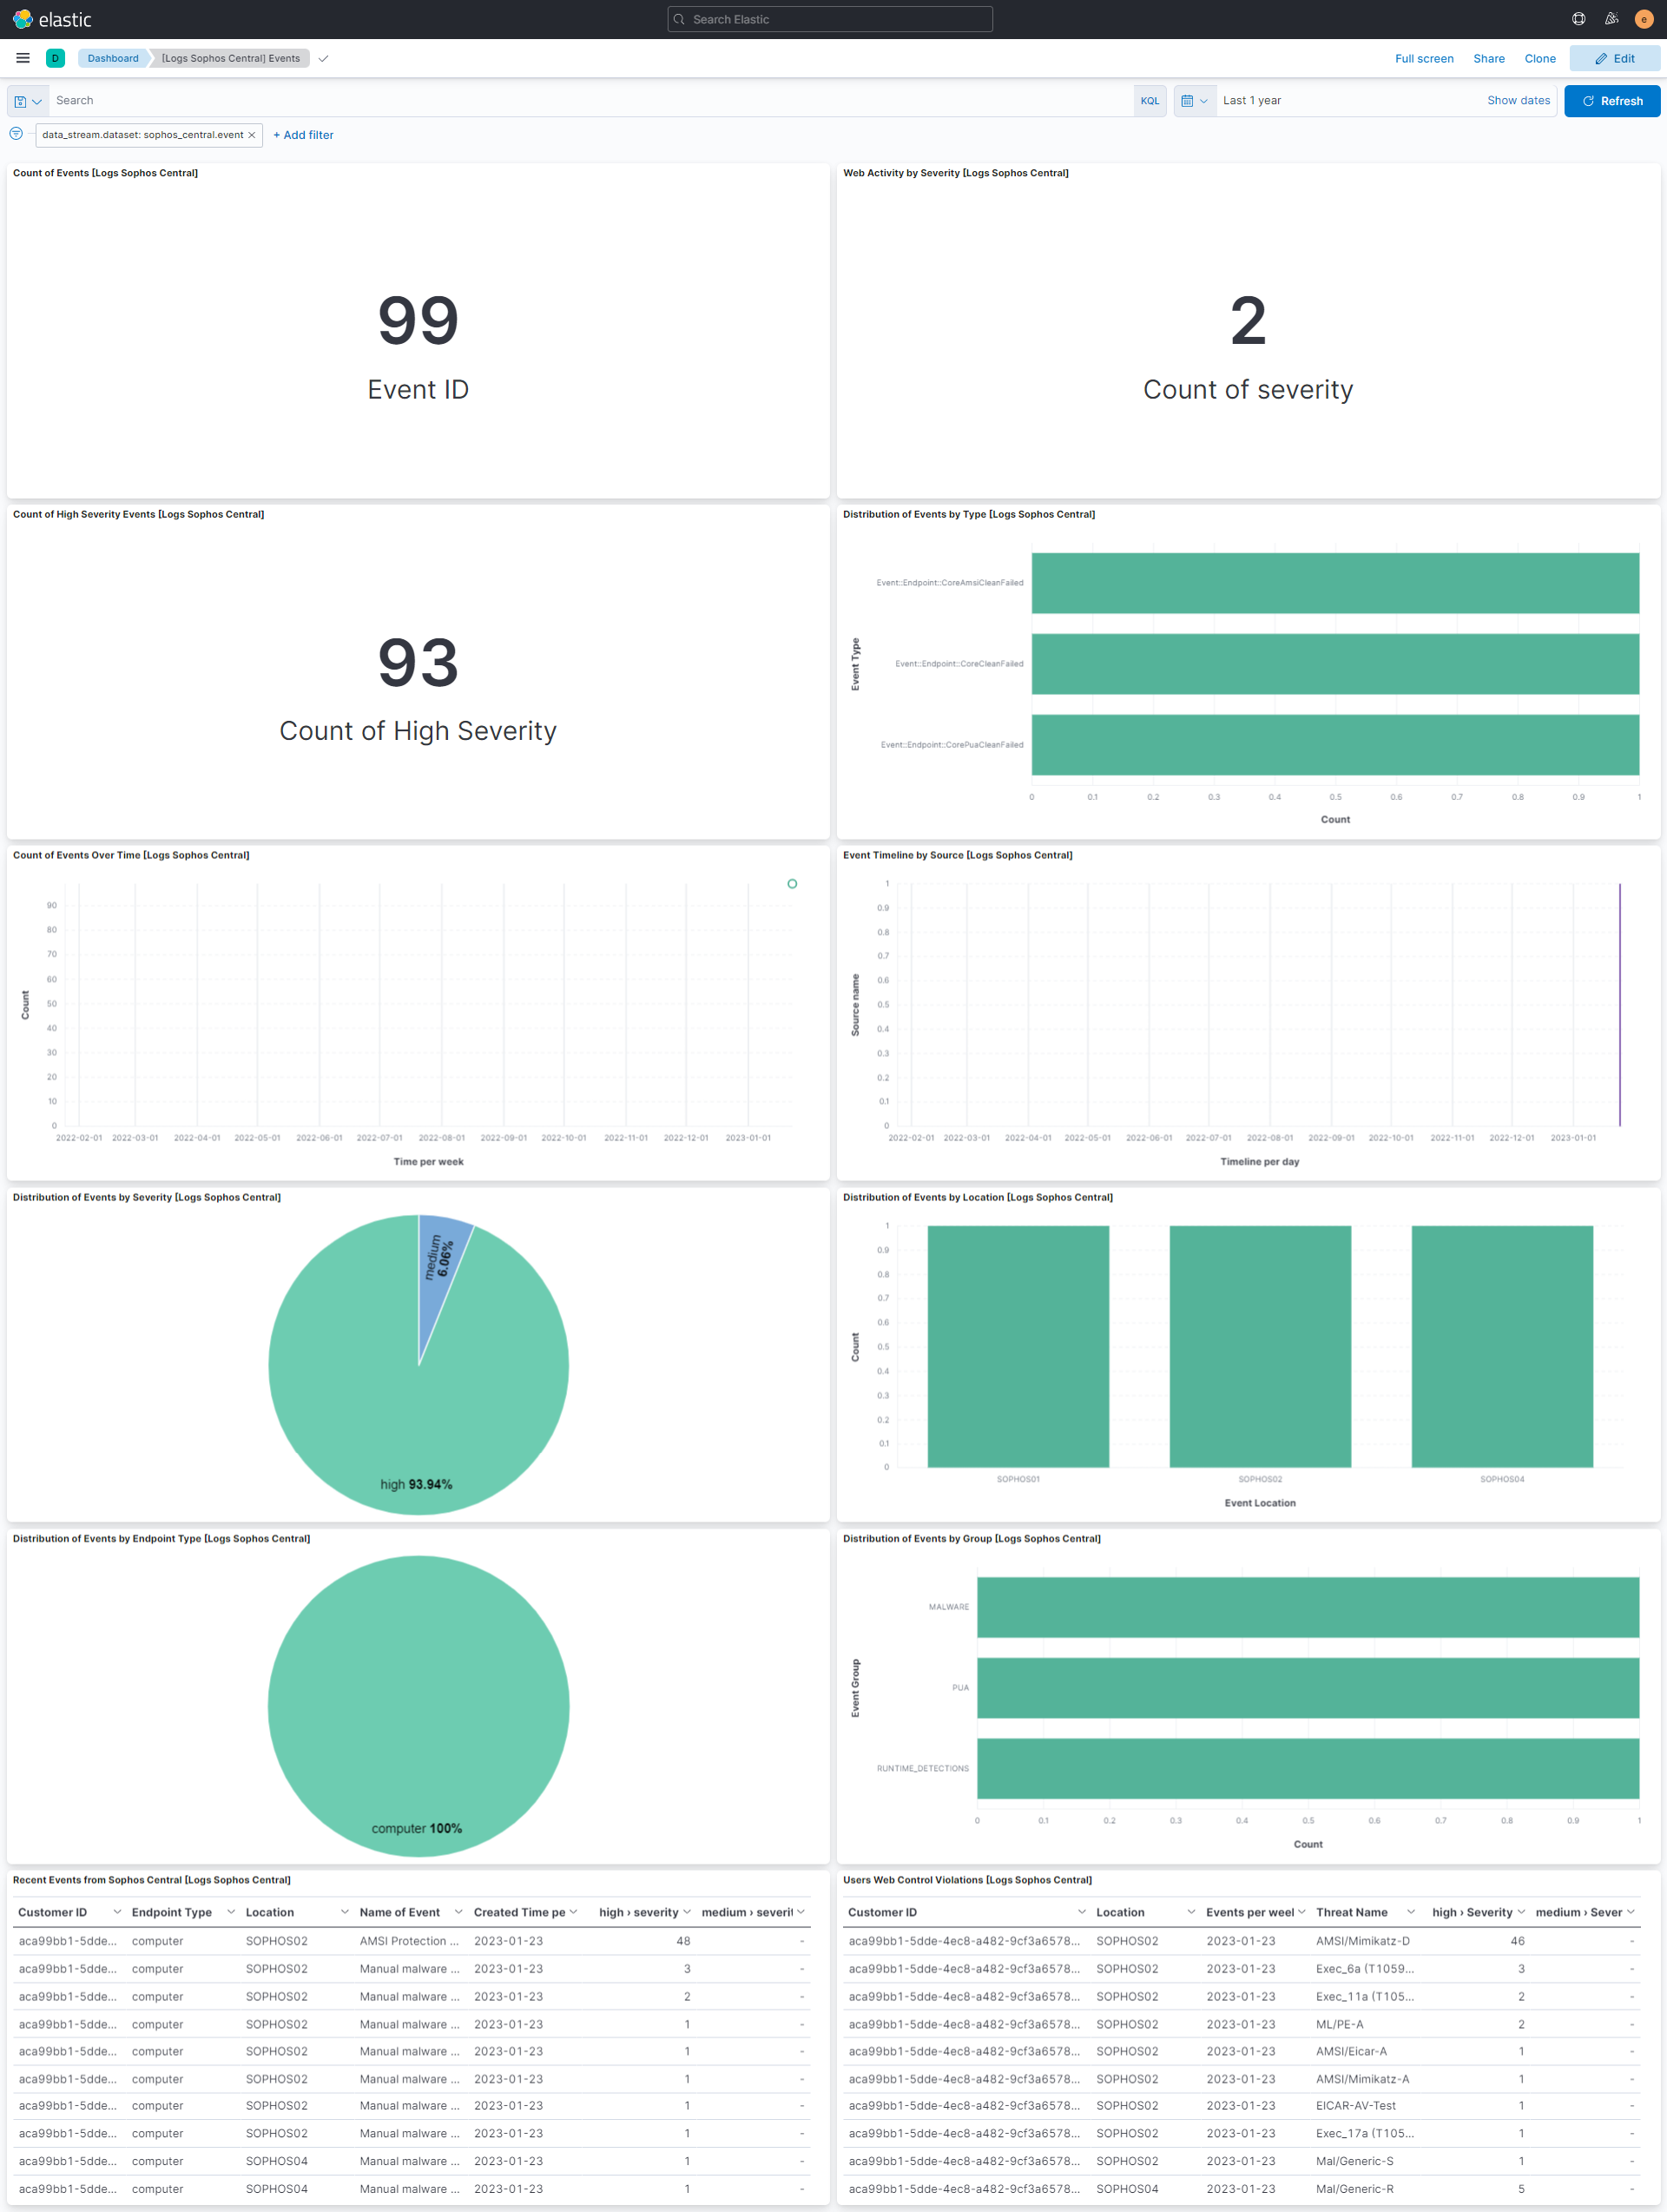 elastic
Search Elastic
e
D
Dashboard
[Logs Sophos Central] Events
Full screen
Share
Clone
Edit
Search
KQL
Last 1 year
Show dates
Refresh
data_stream.dataset: sophos_central.event ×
+ Add filter
Count of Events [Logs Sophos Central]
99
Event ID
Web Activity by Severity [Logs Sophos Central]
2
Count of severity
Count of High Severity Events [Logs Sophos Central]
93
Count of High Severity
Distribution of Events by Type [Logs Sophos Central]
Event Type
Event::Endpoint::CoreAmsiCleanFailed
Event::Endpoint::CoreCleanFailed
Event::Endpoint::CorePuaCleanFailed
0 0.1 0.2 0.3 0.4 0.5 0.6 0.7 0.8 0.9 1
Count
Count of Events Over Time [Logs Sophos Central]
Count
90
80
70
60
50
40
30
20
10
0
2022-02-01 2022-03-01 2022-04-01 2022-05-01 2022-06-01 2022-07-01 2022-08-01 2022-09-01 2022-10-01 2022-11-01 2022-12-01 2023-01-01
Time per week
Event Timeline by Source [Logs Sophos Central]
Source name
1
0.9
0.8
0.7
0.6
0.5
0.4
0.3
0.2
0.1
0
2022-02-01 2022-03-01 2022-04-01 2022-05-01 2022-06-01 2022-07-01 2022-08-01 2022-09-01 2022-10-01 2022-11-01 2022-12-01 2023-01-01
Timeline per day
Distribution of Events by Severity [Logs Sophos Central]
medium
6.06%
high 93.94%
Distribution of Events by Location [Logs Sophos Central]
Count
1
0.9
0.8
0.7
0.6
0.5
0.4
0.3
0.2
0.1
0
SOPHOS01 SOPHOS02 SOPHOS04
Event Location
Distribution of Events by Endpoint Type [Logs Sophos Central]
computer 100%
Distribution of Events by Group [Logs Sophos Central]
Event Group
MALWARE
PUA
RUNTIME_DETECTIONS
0 0.1 0.2 0.3 0.4 0.5 0.6 0.7 0.8 0.9 1
Count
Recent Events from Sophos Central [Logs Sophos Central]
Customer ID Endpoint Type Location Name of Event Created Time pe high › severity medium › severit
aca99bb1-5dde... computer SOPHOS02 AMSI Protection ... 2023-01-23 48 -
aca99bb1-5dde... computer SOPHOS02 Manual malware ... 2023-01-23 3 -
aca99bb1-5dde... computer SOPHOS02 Manual malware ... 2023-01-23 2 -
aca99bb1-5dde... computer SOPHOS02 Manual malware ... 2023-01-23 1 -
aca99bb1-5dde... computer SOPHOS02 Manual malware ... 2023-01-23 1 -
aca99bb1-5dde... computer SOPHOS02 Manual malware ... 2023-01-23 1 -
aca99bb1-5dde... computer SOPHOS02 Manual malware ... 2023-01-23 1 -
aca99bb1-5dde... computer SOPHOS02 Manual malware ... 2023-01-23 1 -
aca99bb1-5dde... computer SOPHOS04 Manual malware ... 2023-01-23 1 -
aca99bb1-5dde... computer SOPHOS04 Manual malware ... 2023-01-23 1 -
Users Web Control Violations [Logs Sophos Central]
Customer ID Location Events per weel Threat Name high › Severity medium › Sever
aca99bb1-5dde-4ec8-a482-9cf3a6578... SOPHOS02 2023-01-23 AMSI/Mimikatz-D 46 -
aca99bb1-5dde-4ec8-a482-9cf3a6578... SOPHOS02 2023-01-23 Exec_6a (T1059... 3 -
aca99bb1-5dde-4ec8-a482-9cf3a6578... SOPHOS02 2023-01-23 Exec_11a (T105... 2 -
aca99bb1-5dde-4ec8-a482-9cf3a6578... SOPHOS02 2023-01-23 ML/PE-A 2 -
aca99bb1-5dde-4ec8-a482-9cf3a6578... SOPHOS02 2023-01-23 AMSI/Eicar-A 1 -
aca99bb1-5dde-4ec8-a482-9cf3a6578... SOPHOS02 2023-01-23 AMSI/Mimikatz-A 1 -
aca99bb1-5dde-4ec8-a482-9cf3a6578... SOPHOS02 2023-01-23 EICAR-AV-Test 1 -
aca99bb1-5dde-4ec8-a482-9cf3a6578... SOPHOS02 2023-01-23 Exec_17a (T105... 1 -
aca99bb1-5dde-4ec8-a482-9cf3a6578... SOPHOS02 2023-01-23 Mal/Generic-S 1 -
aca99bb1-5dde-4ec8-a482-9cf3a6578... SOPHOS04 2023-01-23 Mal/Generic-R 5 -